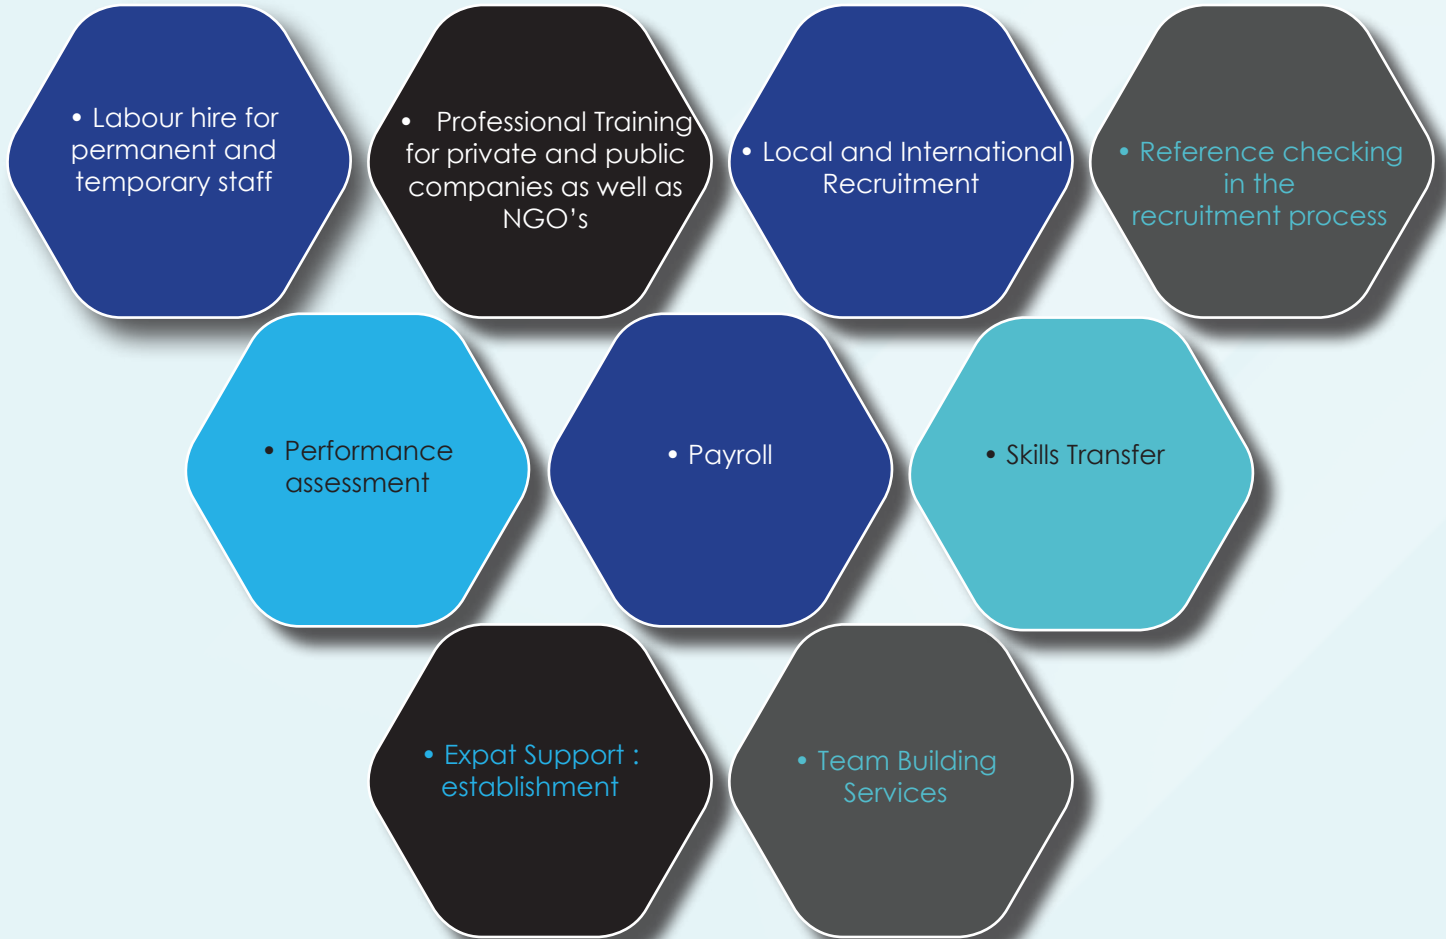 • Labour hire for
permanent and
temporary staff
• Professional Training
for private and public
companies as well as
NGO’s
• Local and International
Recruitment
• Reference checking
in the
recruitment process
• Performance
assessment
• Payroll
• Skills Transfer
• Expat Support :
establishment
• Team Building
Services